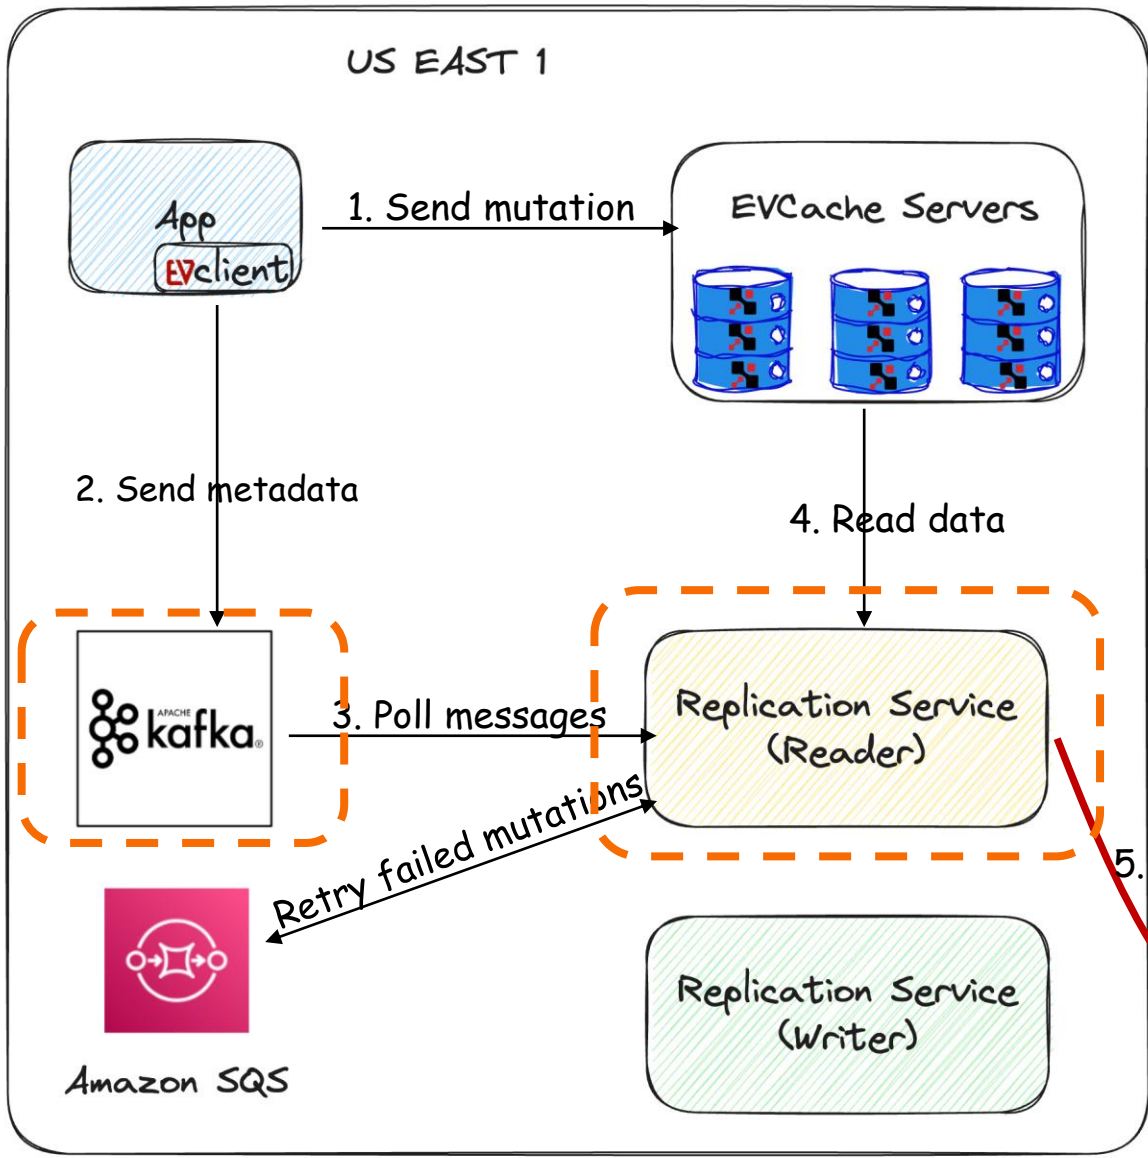 US EAST 1
App
EVclient
1. Send mutation
EVCache Servers
2. Send metadata
4. Read data
APACHE
kafka®
3. Poll messages
Replication Service
(Reader)
Retry failed mutations
5.
Replication Service
(Writer)
Amazon SQS